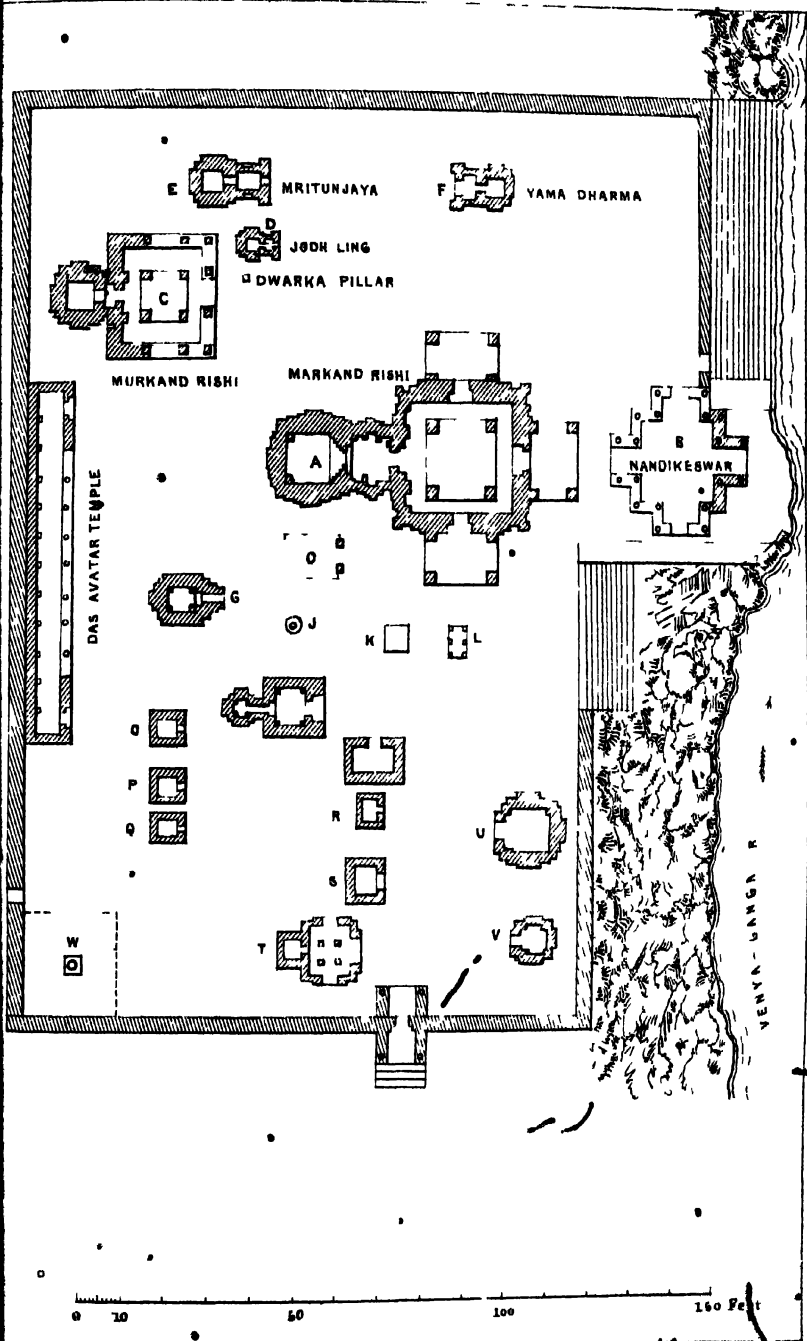 E MRITUNJAYA
F YAMA DHARMA
D
JODH LING
DWARKA PILLAR
C
MURKAND RISHI
MARKAND RISHI
A
B
NANDIKESWAR
DAS AVATAR TEMPLE
O
G
J
K
L
O
P
Q
R
S
T
U
V
W
VENYA-GANGA R
0 10 50 100 150 Feet